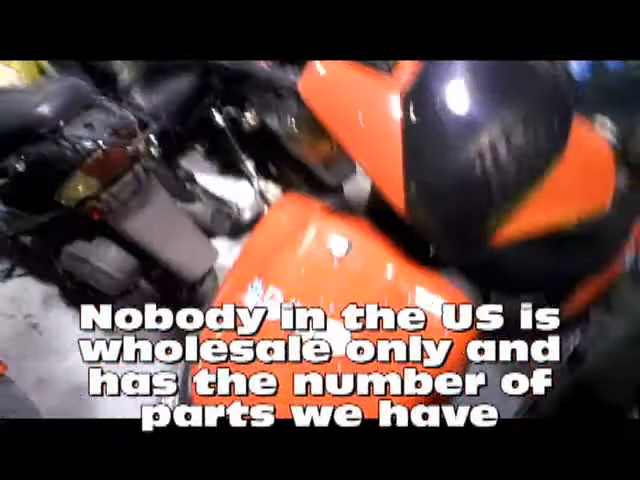 Nobody in the US is
wholesale only and
has the number of
parts we have